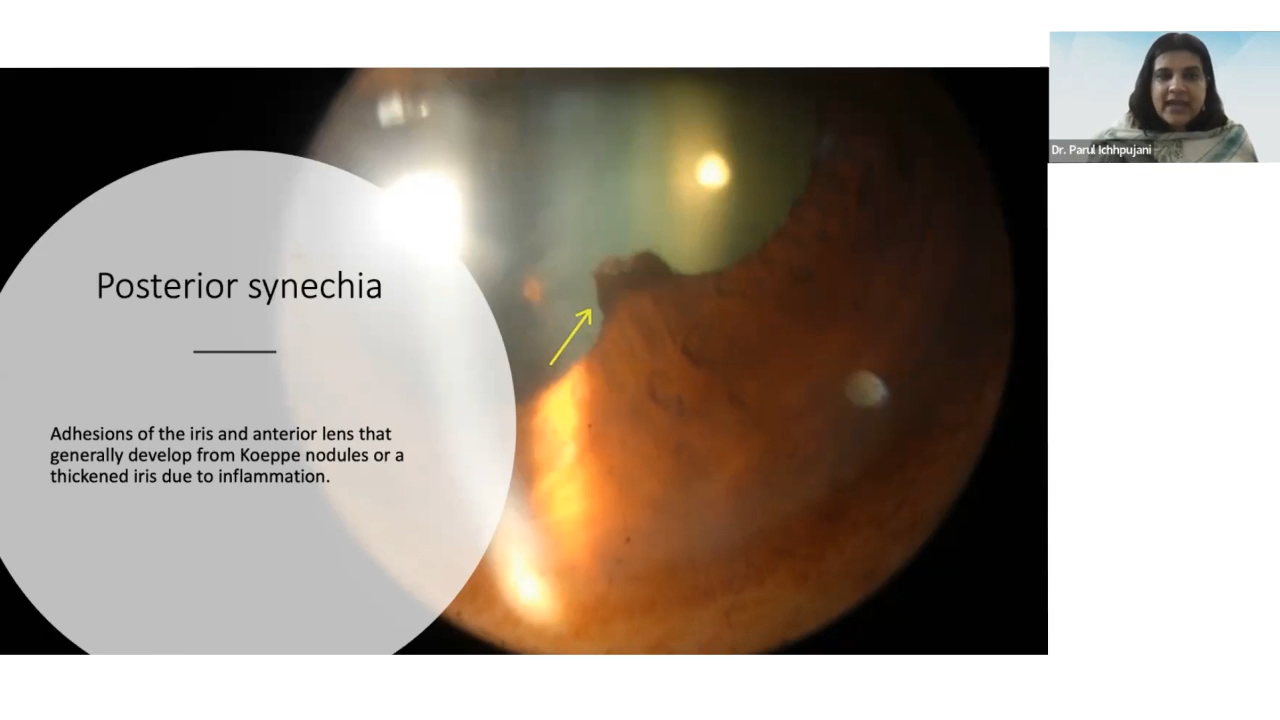 Posterior synechia
Adhesions of the iris and anterior lens that
generally develop from Koeppe nodules or a
thickened iris due to inflammation.
Dr. Parul Ichhpujani